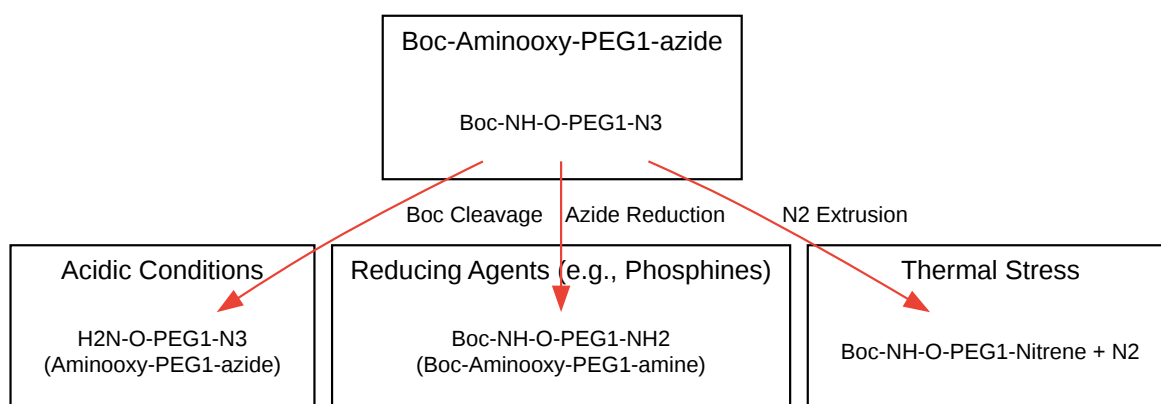 Boc-Aminooxy-PEG1-azide
Boc-NH-O-PEG1-N3
Boc Cleavage
Azide Reduction
N2 Extrusion
Acidic Conditions
H2N-O-PEG1-N3
(Aminooxy-PEG1-azide)
Reducing Agents (e.g., Phosphines)
Boc-NH-O-PEG1-NH2
(Boc-Aminooxy-PEG1-amine)
Thermal Stress
Boc-NH-O-PEG1-Nitrene + N2